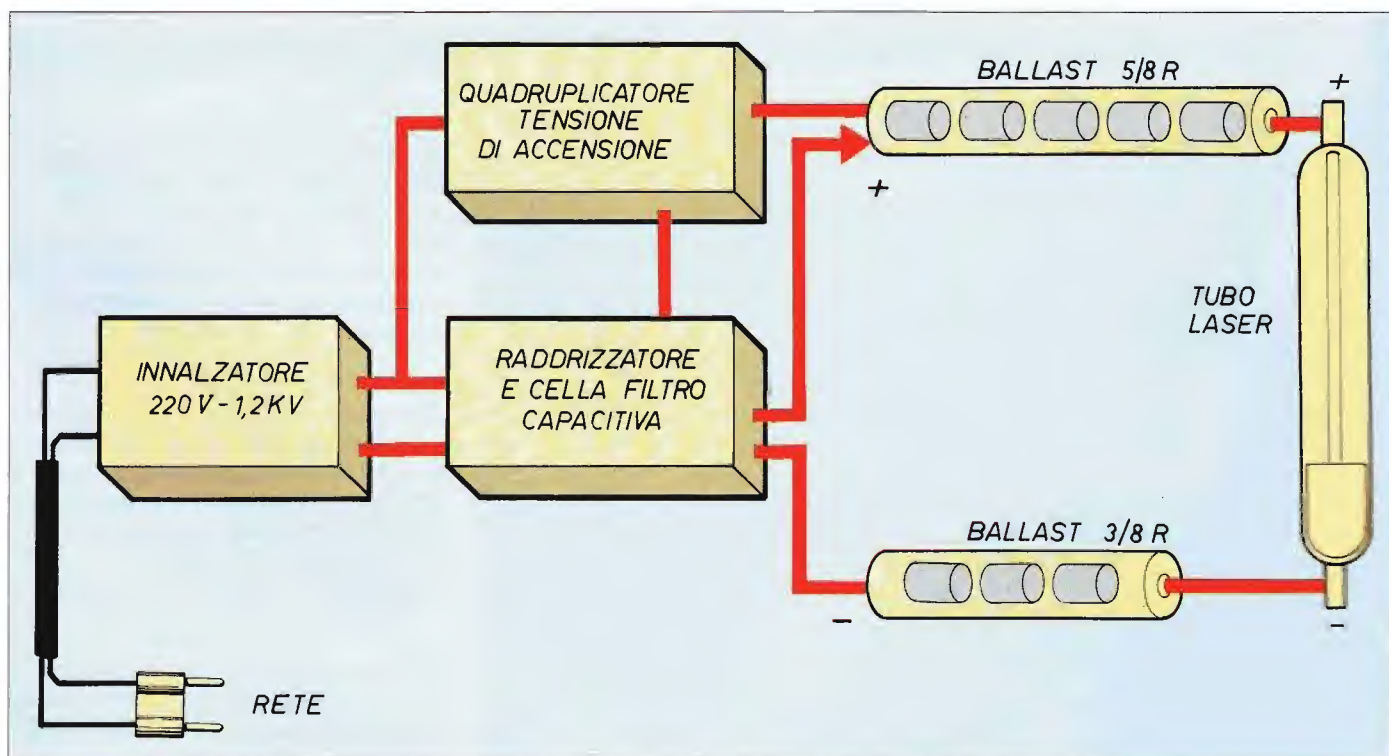 QUADRUPLICATORE
TENSIONE
DI ACCENSIONE
BALLAST 5/8 R
+
+
INNALZATORE
220 V - 1,2 KV
RADDRIZZATORE
E CELLA FILTRO
CAPACITIVA
TUBO
LASER
BALLAST 3/8 R
-
-
RETE